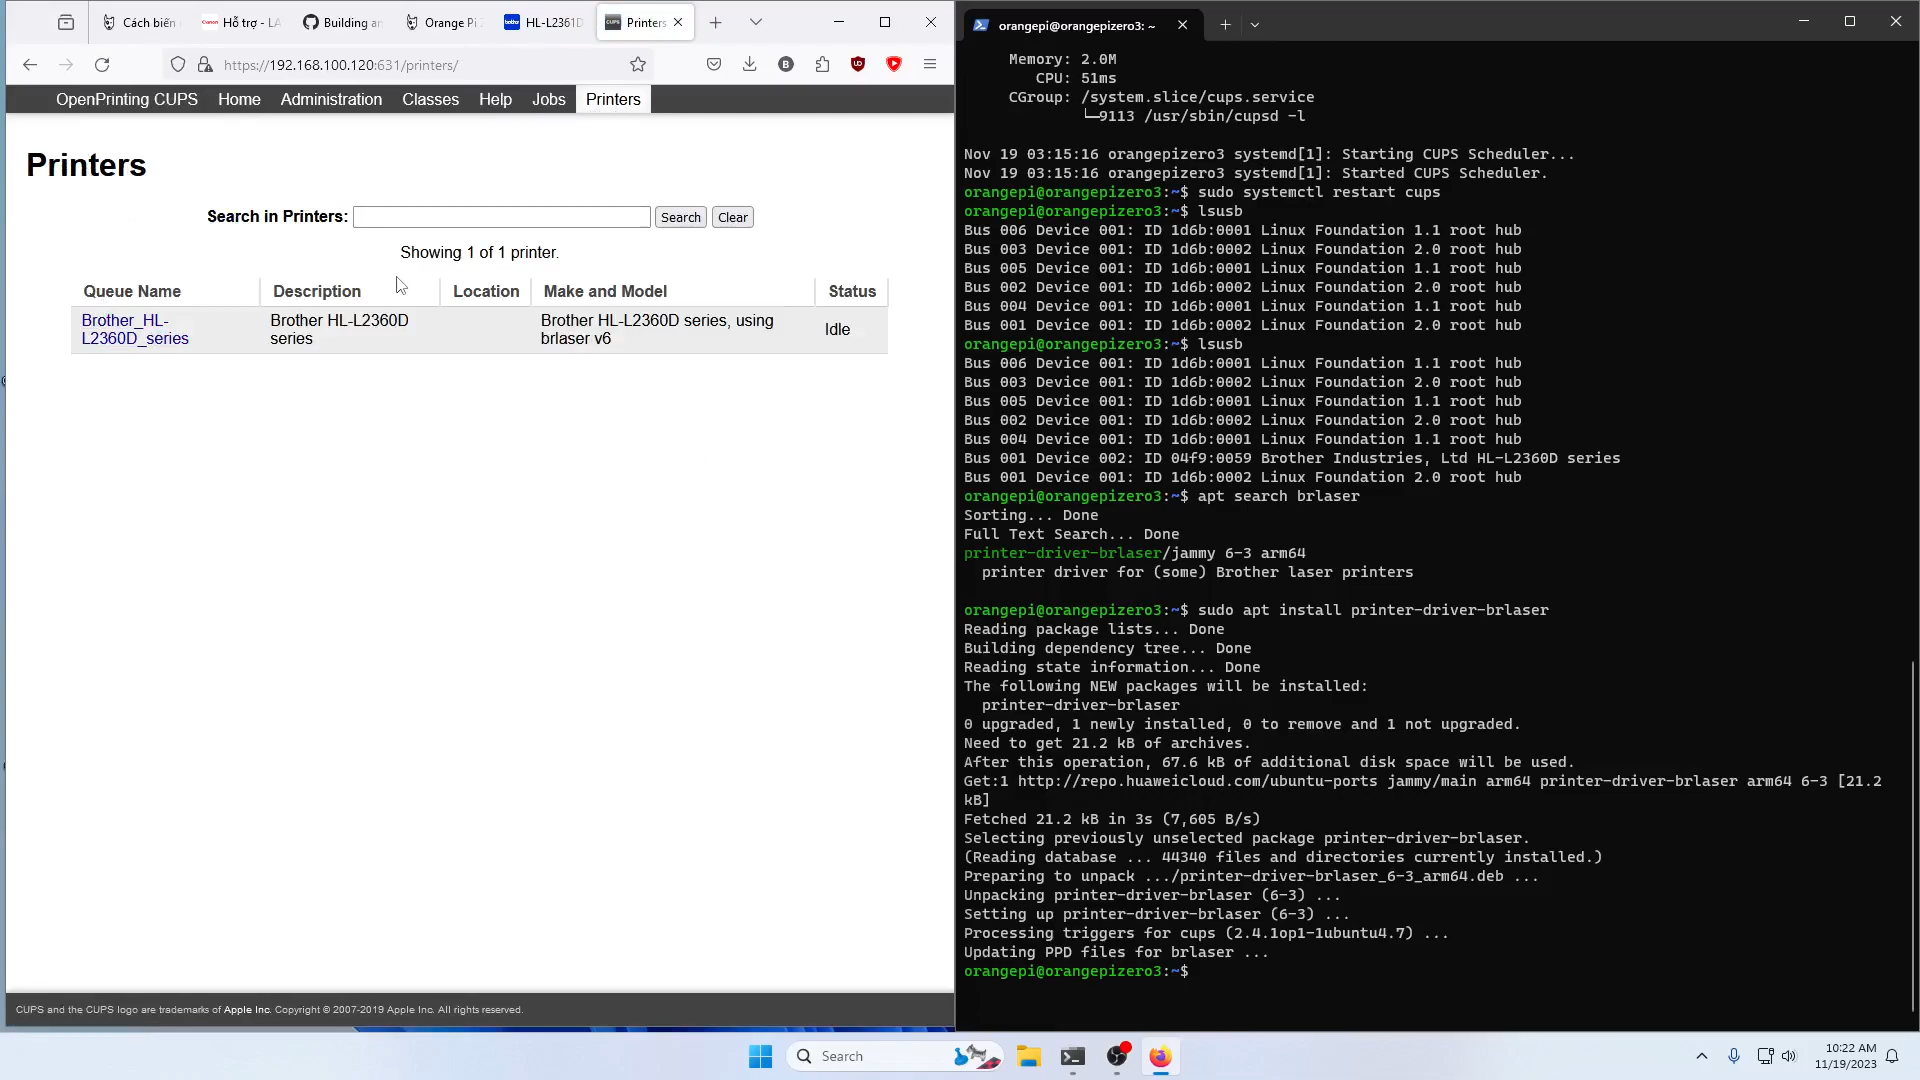 Cách biến
Canon Hỗ trợ - LA
Building an
Orange Pi
brother HL-L2361D
CUPS Printers
https://192.168.100.120:631/printers/
OpenPrinting CUPS Home Administration Classes Help Jobs Printers
Printers
Search in Printers: Search Clear
Showing 1 of 1 printer.
Queue Name Description Location Make and Model Status
Brother_HL- Brother HL-L2360D Brother HL-L2360D series, using Idle
L2360D_series series brlaser v6
CUPS and the CUPS logo are trademarks of Apple Inc. Copyright © 2007-2019 Apple Inc. All rights reserved.
orangepi@orangepizero3: ~
Memory: 2.0M
CPU: 51ms
CGroup: /system.slice/cups.service
└─9113 /usr/sbin/cupsd -l
Nov 19 03:15:16 orangepizero3 systemd[1]: Starting CUPS Scheduler...
Nov 19 03:15:16 orangepizero3 systemd[1]: Started CUPS Scheduler.
orangepi@orangepizero3:~$ sudo systemctl restart cups
orangepi@orangepizero3:~$ lsusb
Bus 006 Device 001: ID 1d6b:0001 Linux Foundation 1.1 root hub
Bus 003 Device 001: ID 1d6b:0002 Linux Foundation 2.0 root hub
Bus 005 Device 001: ID 1d6b:0001 Linux Foundation 1.1 root hub
Bus 002 Device 001: ID 1d6b:0002 Linux Foundation 2.0 root hub
Bus 004 Device 001: ID 1d6b:0001 Linux Foundation 1.1 root hub
Bus 001 Device 001: ID 1d6b:0002 Linux Foundation 2.0 root hub
orangepi@orangepizero3:~$ lsusb
Bus 006 Device 001: ID 1d6b:0001 Linux Foundation 1.1 root hub
Bus 003 Device 001: ID 1d6b:0002 Linux Foundation 2.0 root hub
Bus 005 Device 001: ID 1d6b:0001 Linux Foundation 1.1 root hub
Bus 002 Device 001: ID 1d6b:0002 Linux Foundation 2.0 root hub
Bus 004 Device 001: ID 1d6b:0001 Linux Foundation 1.1 root hub
Bus 001 Device 002: ID 04f9:0059 Brother Industries, Ltd HL-L2360D series
Bus 001 Device 001: ID 1d6b:0002 Linux Foundation 2.0 root hub
orangepi@orangepizero3:~$ apt search brlaser
Sorting... Done
Full Text Search... Done
printer-driver-brlaser/jammy 6-3 arm64
printer driver for (some) Brother laser printers
orangepi@orangepizero3:~$ sudo apt install printer-driver-brlaser
Reading package lists... Done
Building dependency tree... Done
Reading state information... Done
The following NEW packages will be installed:
printer-driver-brlaser
0 upgraded, 1 newly installed, 0 to remove and 1 not upgraded.
Need to get 21.2 kB of archives.
After this operation, 67.6 kB of additional disk space will be used.
Get:1 http://repo.huaweicloud.com/ubuntu-ports jammy/main arm64 printer-driver-brlaser arm64 6-3 [21.2
kB]
Fetched 21.2 kB in 3s (7,605 B/s)
Selecting previously unselected package printer-driver-brlaser.
(Reading database ... 44340 files and directories currently installed.)
Preparing to unpack .../printer-driver-brlaser_6-3_arm64.deb ...
Unpacking printer-driver-brlaser (6-3) ...
Setting up printer-driver-brlaser (6-3) ...
Processing triggers for cups (2.4.1op1-1ubuntu4.7) ...
Updating PPD files for brlaser ...
orangepi@orangepizero3:~$
Search
10:22 AM
11/19/2023